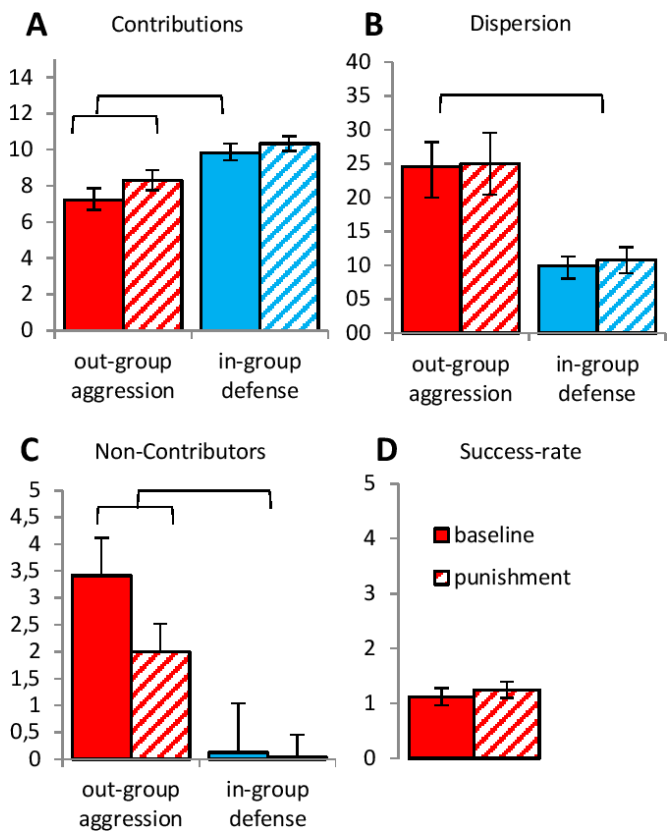 A Contributions
14
12
10
8
6
4
2
0
out-group aggression
in-group defense
B Dispersion
40
35
30
25
20
15
10
05
00
out-group aggression
in-group defense
C Non-Contributors
5
4,5
4
3,5
3
2,5
2
1,5
1
0,5
0
out-group aggression
in-group defense
D Success-rate
5
4
3
2
1
0
baseline
punishment